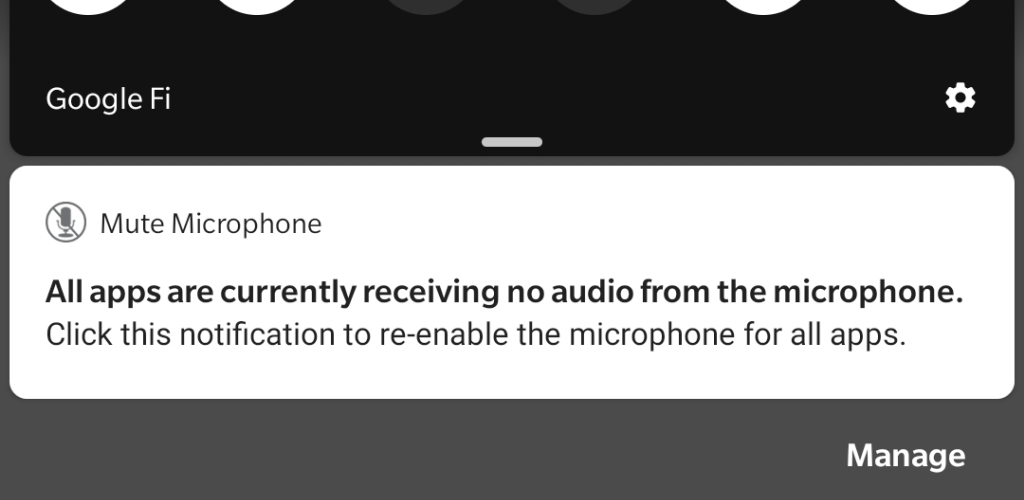 Google Fi
Mute Microphone
All apps are currently receiving no audio from the microphone.
Click this notification to re-enable the microphone for all apps.
Manage